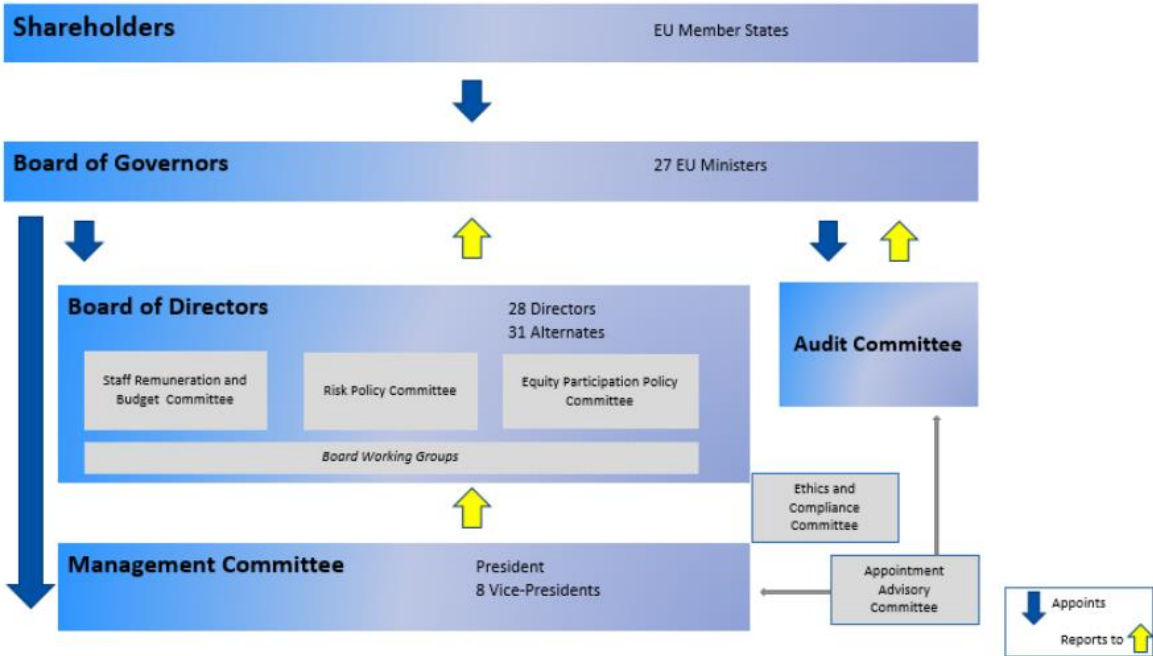 Shareholders
EU Member States
Board of Governors
27 EU Ministers
Board of Directors
28 Directors
31 Alternates
Staff Remuneration and
Budget Committee
Risk Policy Committee
Equity Participation Policy
Committee
Board Working Groups
Audit Committee
Ethics and
Compliance
Committee
Management Committee
President
8 Vice-Presidents
Appointment
Advisory
Committee
Appoints
Reports to